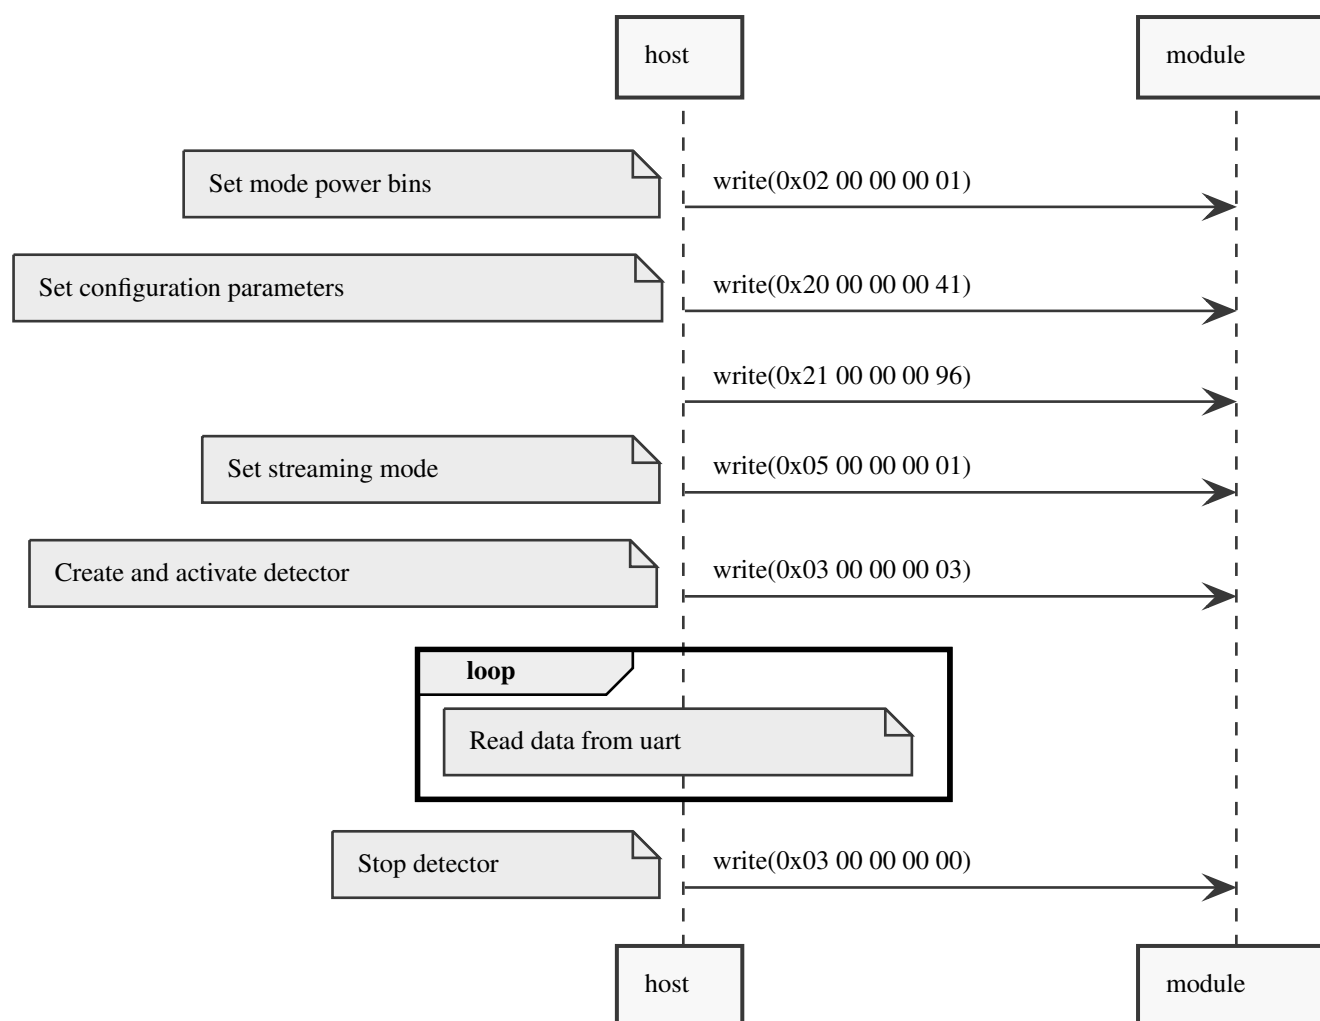 host
module
Set mode power bins
write(0x02 00 00 00 01)
Set configuration parameters
write(0x20 00 00 00 41)
write(0x21 00 00 00 96)
Set streaming mode
write(0x05 00 00 00 01)
Create and activate detector
write(0x03 00 00 00 03)
loop
Read data from uart
Stop detector
write(0x03 00 00 00 00)
host
module